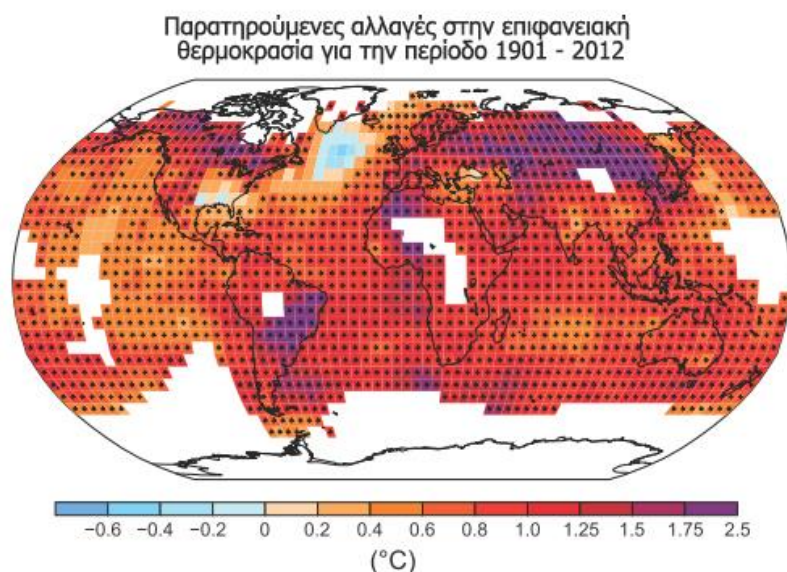 Παρατηρούμενες αλλαγές στην επιφανειακή
θερμοκρασία για την περίοδο 1901 - 2012
−0.6 −0.4 −0.2 0 0.2 0.4 0.6 0.8 1.0 1.25 1.5 1.75 2.5
(°C)